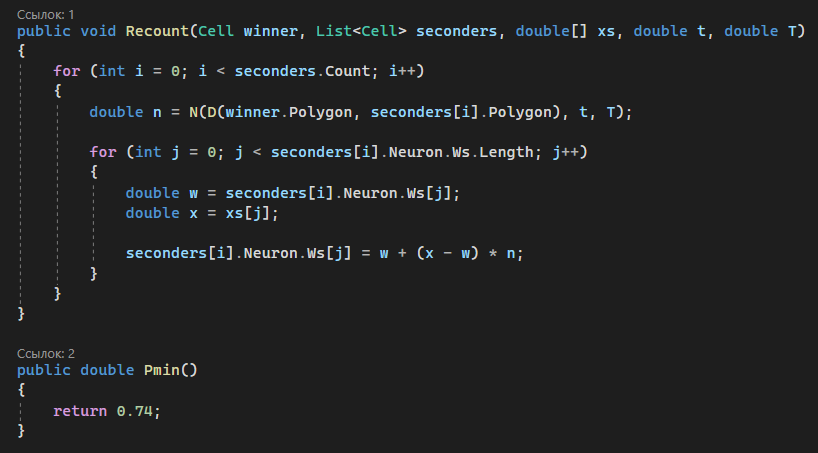 Ссылок: 1
public void Recount(Cell winner, List<Cell> seconders, double[] xs, double t, double T)
{
    for (int i = 0; i < seconders.Count; i++)
    {
        double n = N(D(winner.Polygon, seconders[i].Polygon), t, T);

        for (int j = 0; j < seconders[i].Neuron.Ws.Length; j++)
        {
            double w = seconders[i].Neuron.Ws[j];
            double x = xs[j];

            seconders[i].Neuron.Ws[j] = w + (x - w) * n;
        }
    }
}

Ссылок: 2
public double Pmin()
{
    return 0.74;
}